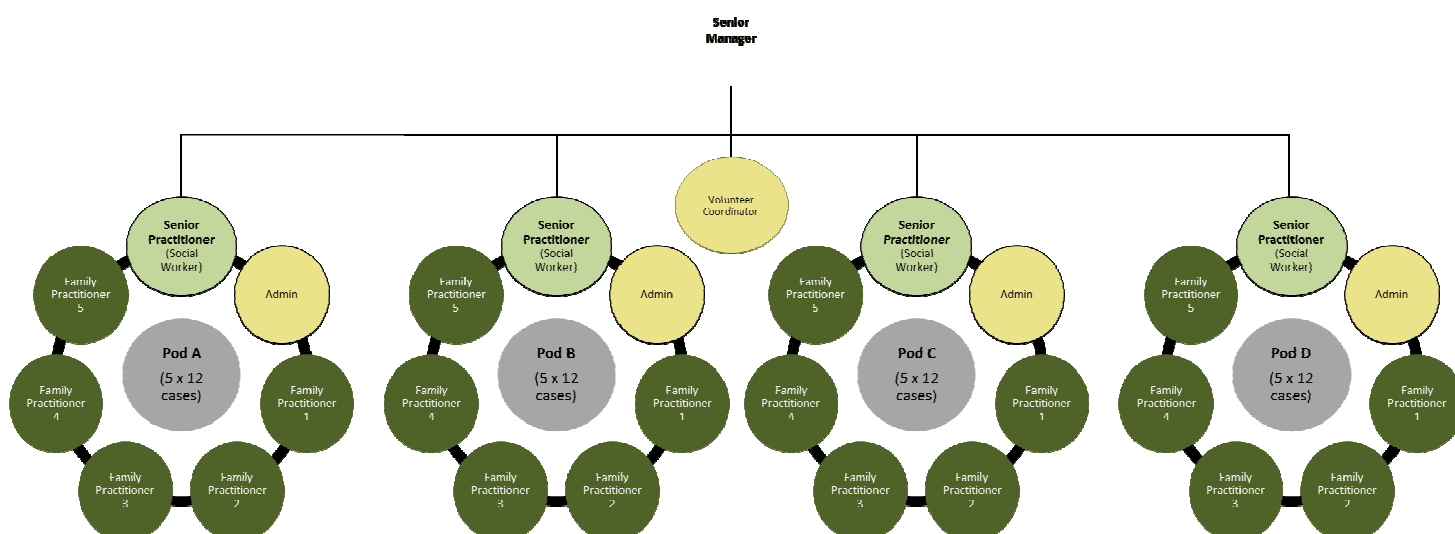 Senior
Manager
Volunteer
Coordinator
Senior
Practitioner
(Social
Worker)
Admin
Family
Practitioner
5
Pod A
(5 x 12
cases)
Family
Practitioner
4
Family
Practitioner
1
Family
Practitioner
3
Family
Practitioner
2
Senior
Practitioner
(Social
Worker)
Admin
Family
Practitioner
5
Pod B
(5 x 12
cases)
Family
Practitioner
4
Family
Practitioner
1
Family
Practitioner
3
Family
Practitioner
2
Senior
Practitioner
(Social
Worker)
Admin
Family
Practitioner
5
Pod C
(5 x 12
cases)
Family
Practitioner
4
Family
Practitioner
1
Family
Practitioner
3
Family
Practitioner
2
Senior
Practitioner
(Social
Worker)
Admin
Family
Practitioner
5
Pod D
(5 x 12
cases)
Family
Practitioner
4
Family
Practitioner
1
Family
Practitioner
3
Family
Practitioner
2